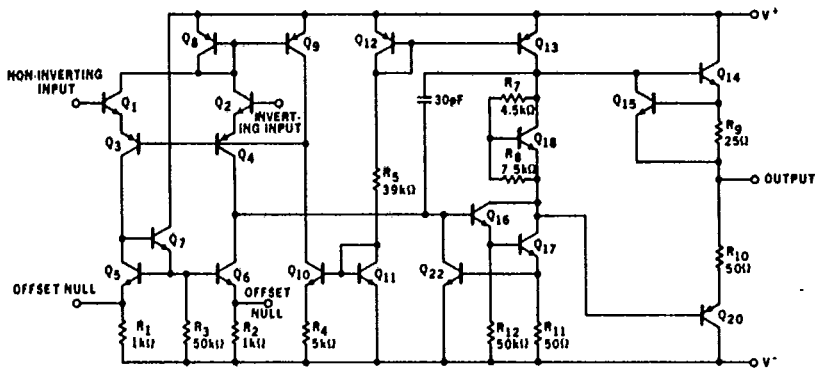 V+
Q8
Q9
Q12
Q13
Q14
NON-INVERTING
INPUT
Q1
Q2
INVERT-
ING INPUT
30pF
R7
4.5kΩ
Q15
R9
25Ω
Q3
Q4
R5
39kΩ
Q18
R8
7.5kΩ
OUTPUT
Q7
Q16
Q17
R10
50Ω
Q5
Q6
Q10
Q11
Q22
OFFSET NULL
OFFSET
NULL
Q20
R1
1kΩ
R3
50kΩ
R2
1kΩ
R4
5kΩ
R12
50kΩ
R11
50Ω
V-